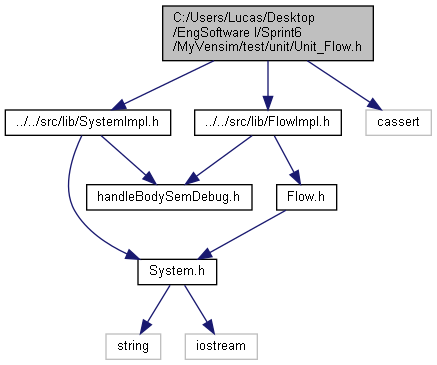 C:/Users/Lucas/Desktop
/EngSoftware I/Sprint6
/MyVensim/test/unit/Unit_Flow.h
../../src/lib/SystemImpl.h
../../src/lib/FlowImpl.h
cassert
handleBodySemDebug.h
Flow.h
System.h
string
iostream